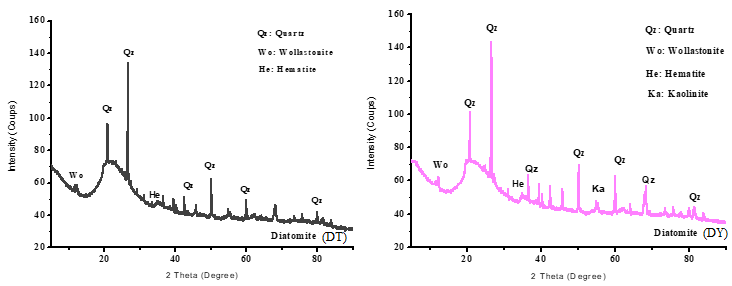 160
140
120
100
80
60
40
20
Intensity (Coups)
Qz: Quartz
Wo: Wollastonite
He: Hematite
Qz
Qz
Wo
He
Qz
Qz
Qz
Qz
Diatomite (DT)
20 40 60 80
2 Theta (Degree)
160
140
120
100
80
60
40
20
Intensity (Coups)
Qz: Quartz
Wo: Wollastonite
He: Hematite
Ka: Kaolinite
Qz
Qz
Wo
He
Qz
Qz
Ka
Qz
Qz
Qz
Diatomite (DY)
20 40 60 80
2 Theta (Degree)